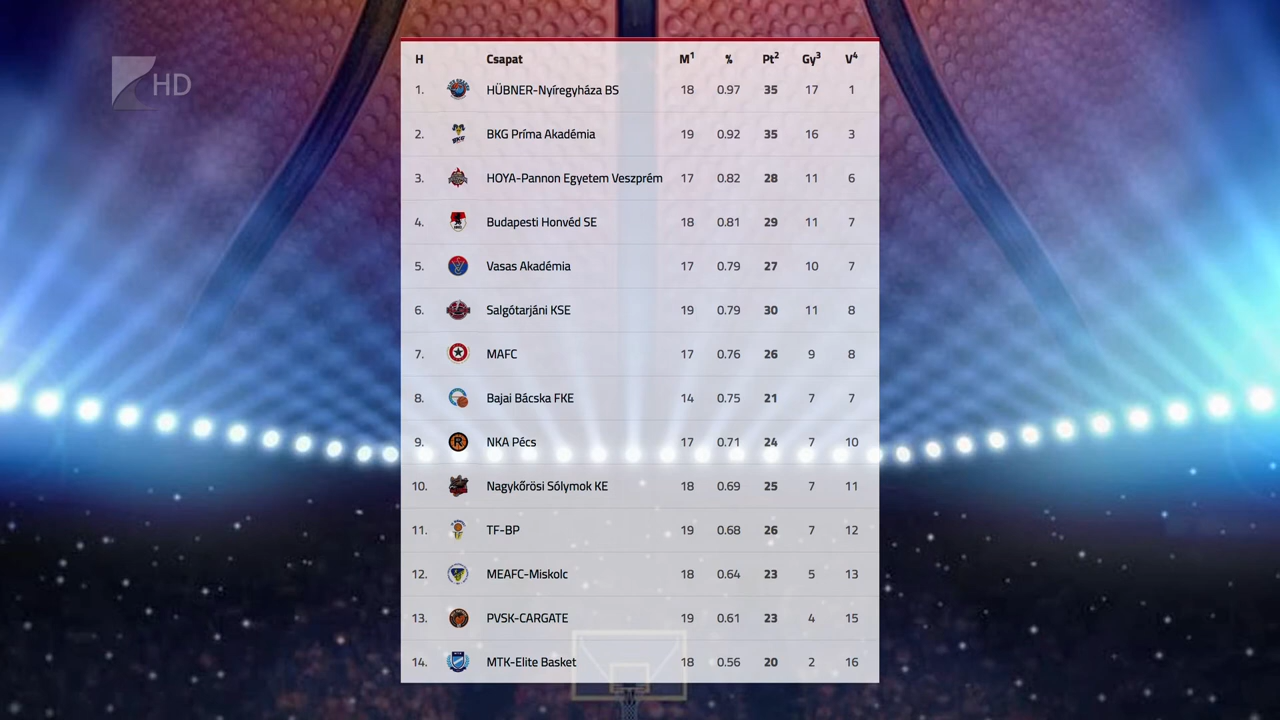 HD
H Csapat M1 % Pt2 Gy3 V4
1. HÜBNER-Nyíregyháza BS 18 0.97 35 17 1
2. BKG Príma Akadémia 19 0.92 35 16 3
3. HOYA-Pannon Egyetem Veszprém 17 0.82 28 11 6
4. Budapesti Honvéd SE 18 0.81 29 11 7
5. Vasas Akadémia 17 0.79 27 10 7
6. Salgótarjáni KSE 19 0.79 30 11 8
7. MAFC 17 0.76 26 9 8
8. Bajai Bácska FKE 14 0.75 21 7 7
9. NKA Pécs 17 0.71 24 7 10
10. Nagykőrösi Sólymok KE 18 0.69 25 7 11
11. TF-BP 19 0.68 26 7 12
12. MEAFC-Miskolc 18 0.64 23 5 13
13. PVSK-CARGATE 19 0.61 23 4 15
14. MTK-Elite Basket 18 0.56 20 2 16